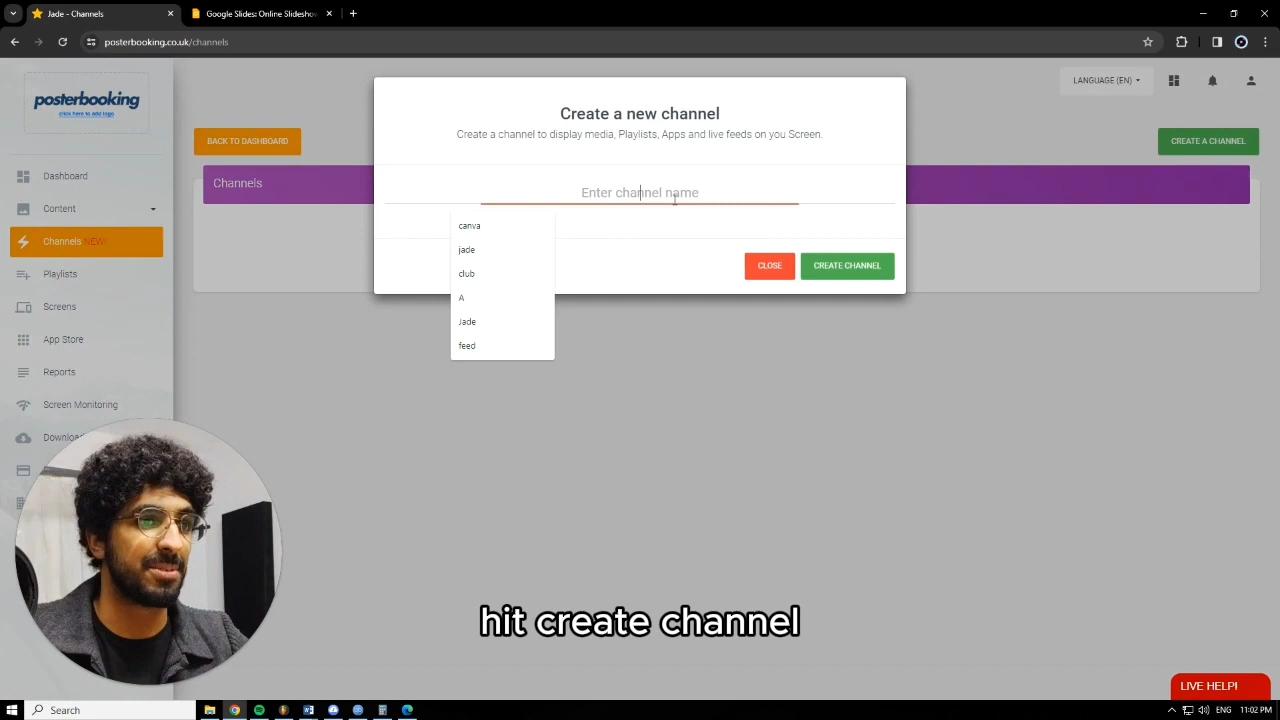 Jade - Channels
Google Slides: Online Slideshow
posterbooking.co.uk/channels
posterbooking
click here to add logo
LANGUAGE (EN)
BACK TO DASHBOARD
CREATE A CHANNEL
Channels
Dashboard
Content
Channels NEW!
Playlists
Screens
App Store
Reports
Screen Monitoring
Create a new channel
Create a channel to display media, Playlists, Apps and live feeds on you Screen.
Enter channel name
canva
jade
club
A
Jade
feed
CLOSE
CREATE CHANNEL
hit create channel
LIVE HELP!
Search
ENG
11:02 PM